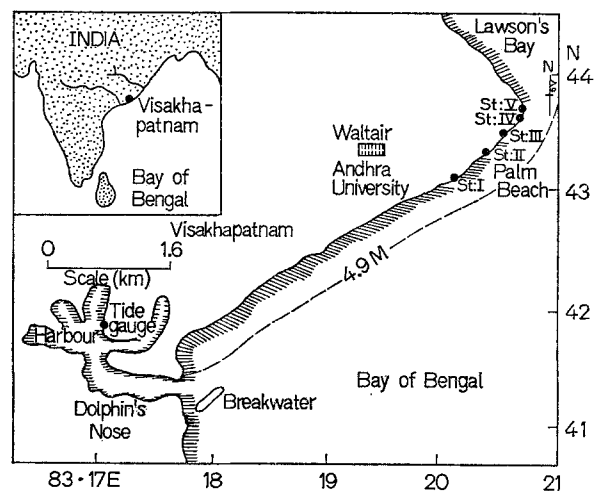 INDIA
Visakha-
patnam
Bay of
Bengal
Lawson's
Bay
N
N
44
St:V
St:IV
St:III
St:II
St:I
Palm
Beach
Waltair
Andhra
University
43
Visakhapatnam
0 1.6
Scale (km)
4.9 M
Tide
gauge
Harbour
42
Bay of Bengal
Dolphin's
Nose
Breakwater
41
83·17E 18 19 20 21